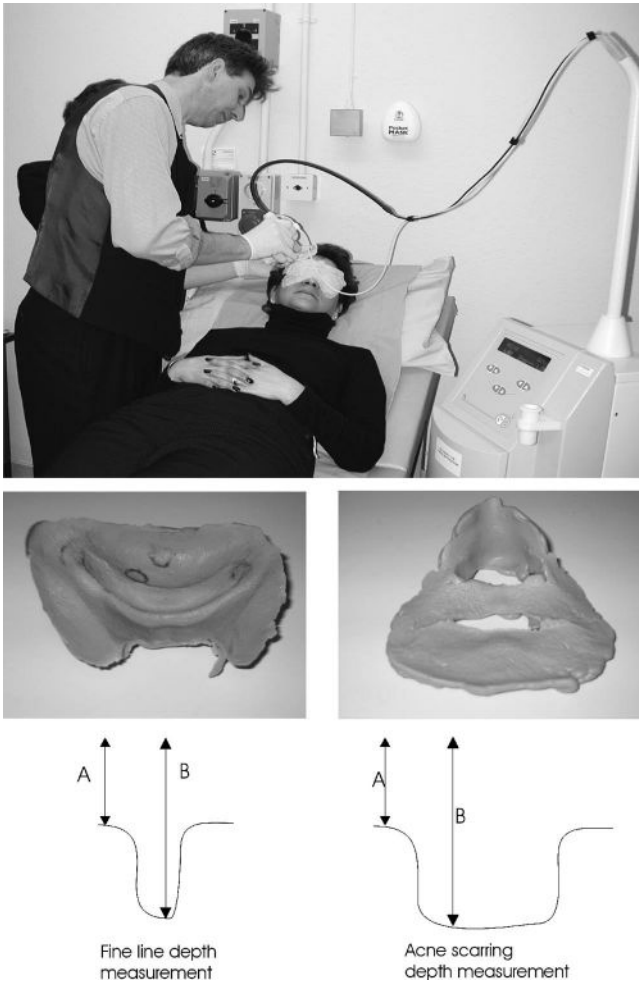 Pocket
MASK
A
B
A
B
Fine line depth
measurement
Acne scarring
depth measurement